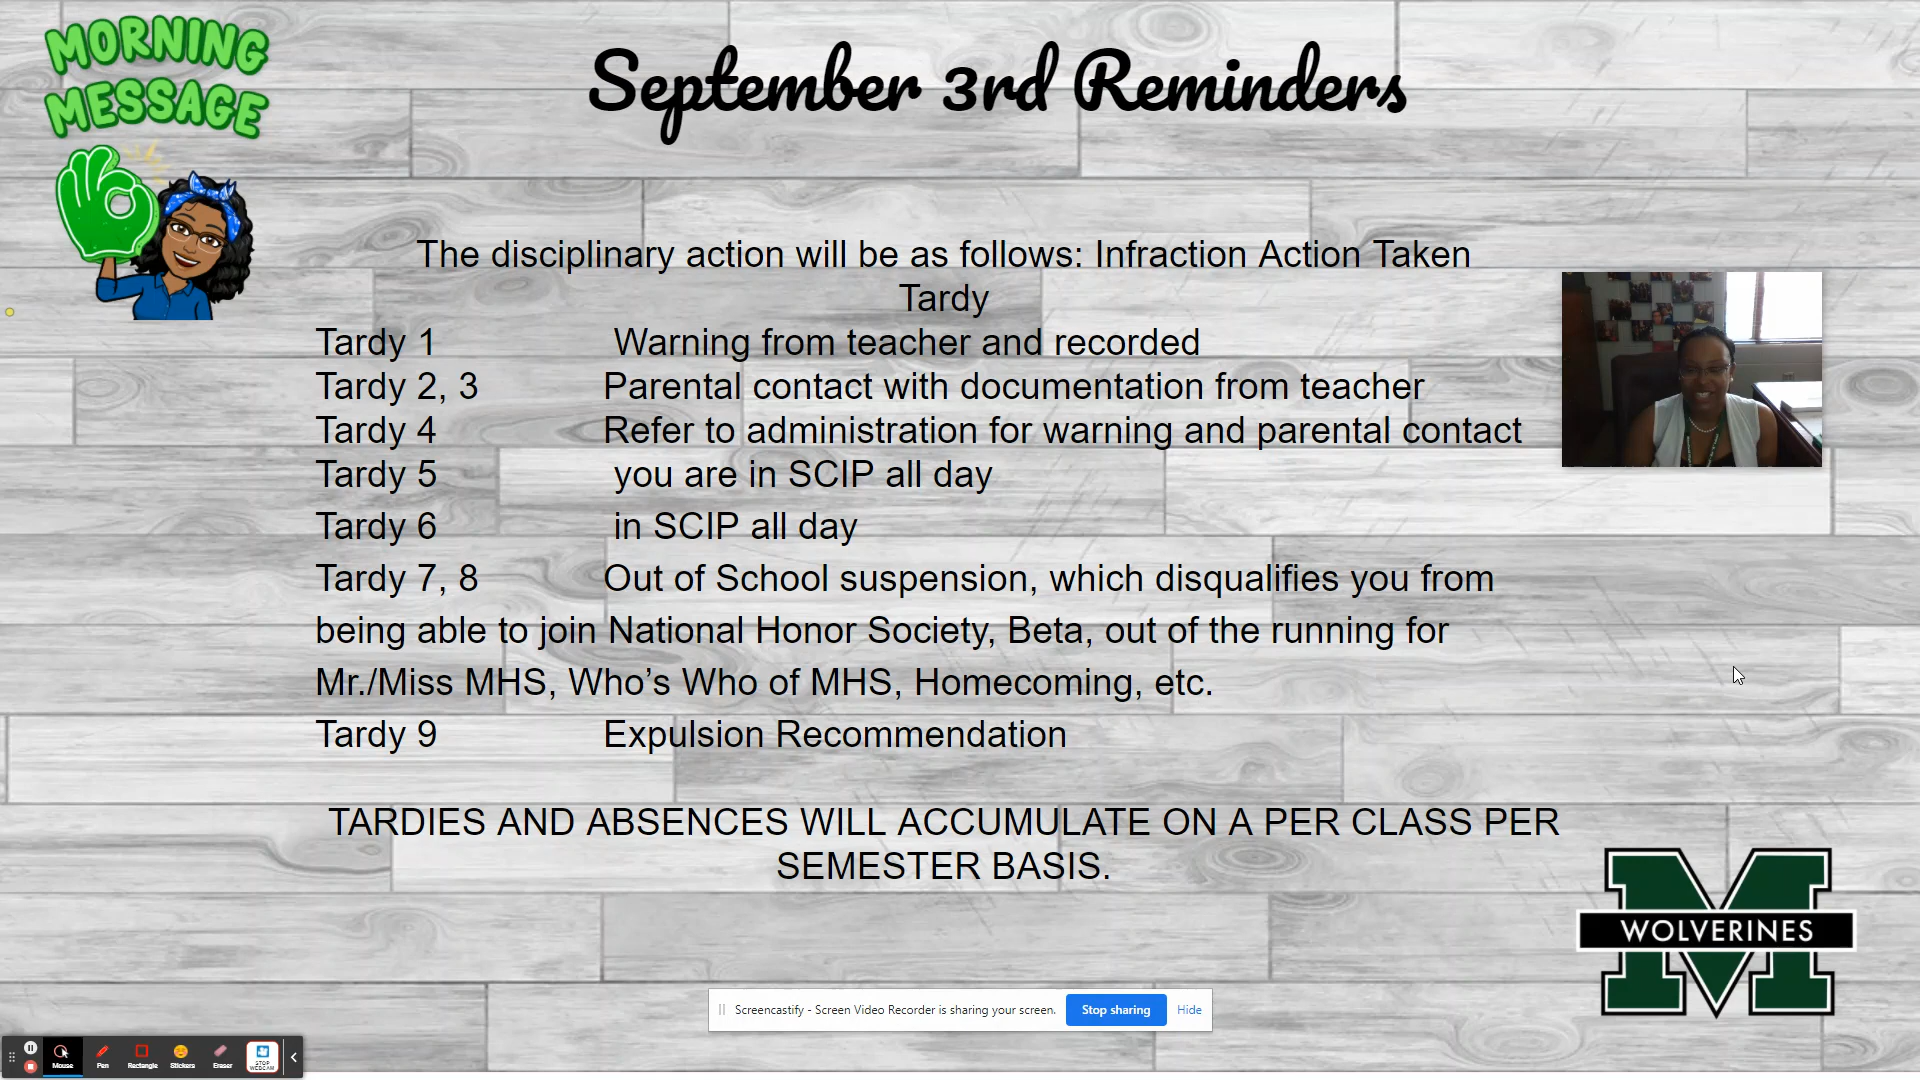 MORNING
MESSAGE
September 3rd Reminders
The disciplinary action will be as follows: Infraction Action Taken
Tardy
Tardy 1 Warning from teacher and recorded
Tardy 2, 3 Parental contact with documentation from teacher
Tardy 4 Refer to administration for warning and parental contact
Tardy 5 you are in SCIP all day
Tardy 6 in SCIP all day
Tardy 7, 8 Out of School suspension, which disqualifies you from
being able to join National Honor Society, Beta, out of the running for
Mr./Miss MHS, Who’s Who of MHS, Homecoming, etc.
Tardy 9 Expulsion Recommendation
TARDIES AND ABSENCES WILL ACCUMULATE ON A PER CLASS PER
SEMESTER BASIS.
M
WOLVERINES
Screencastify - Screen Video Recorder is sharing your screen. Stop sharing Hide
Mouse Pen Rectangle Stickers Eraser STOP
WEBCAM